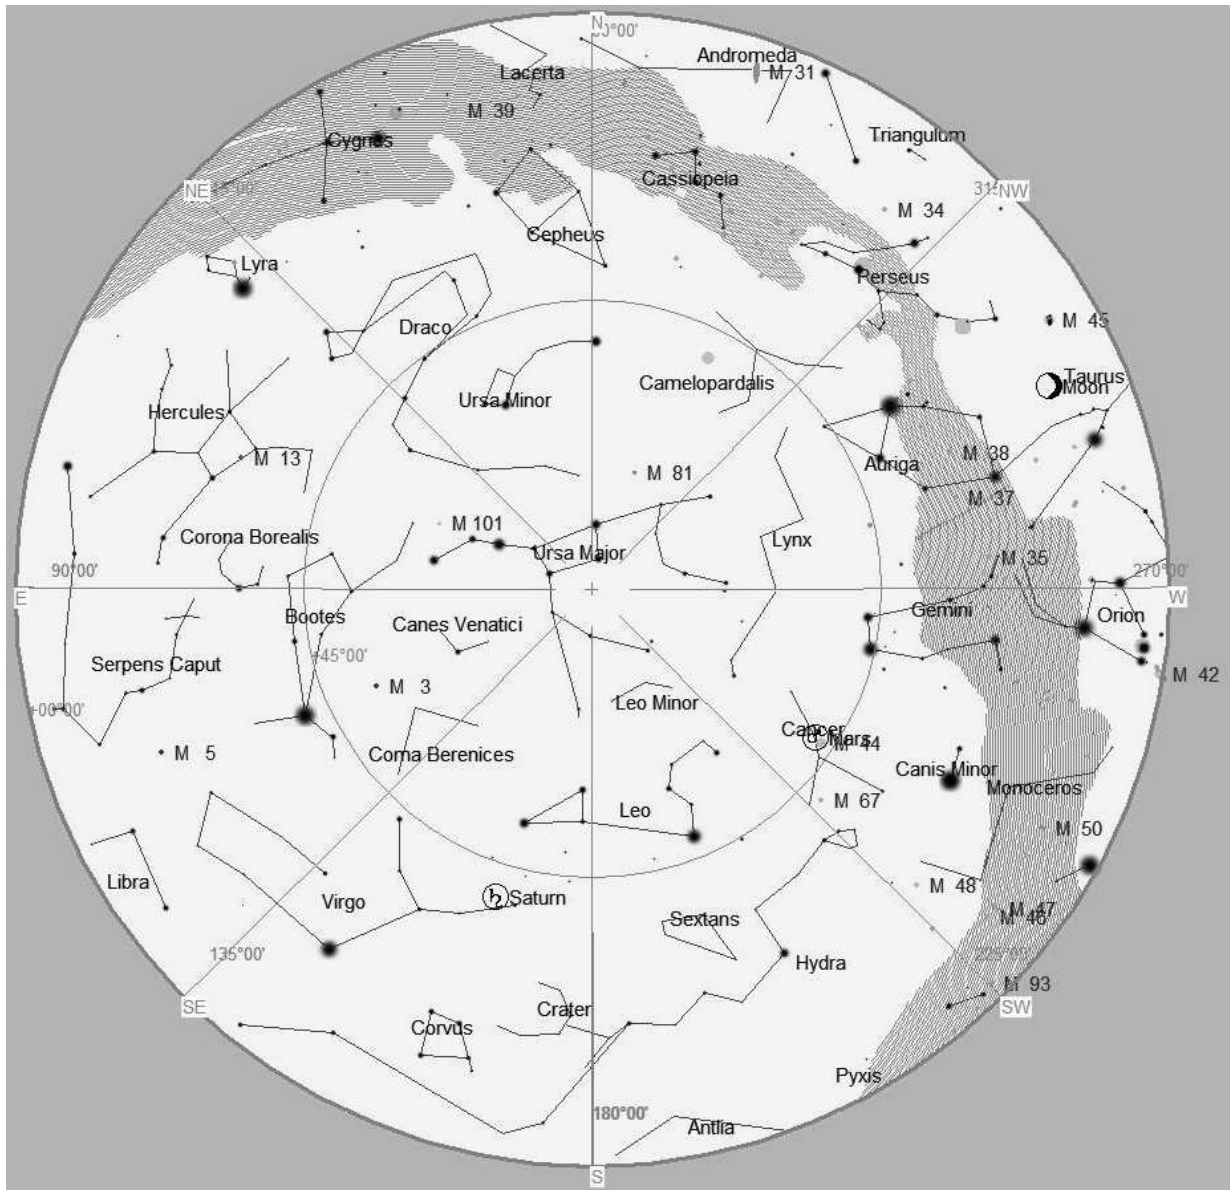 N
Andromeda
M 31
Lacerta
M 39
Triangulum
Cygnus
Cassiopeia
NE
NW
M 34
Cepheus
Lyra
Perseus
M 45
Draco
Taurus
Moon
Camelopardalis
Ursa Minor
Hercules
M 13
M 81
M 38
Auriga
M 37
M 101
Corona Borealis
Ursa Major
Lynx
M 35
90°00'
270°00'
E
W
Bootes
Gemini
Orion
Canes Venatici
Serpens Caput
+45°00'
M 42
M 3
+00°00'
Leo Minor
Cancer
Mars
M 44
M 5
Coma Berenices
Canis Minor
Monoceros
M 67
Leo
M 50
Libra
M 48
Virgo
Saturn
M 47
M 46
Sextans
135°00'
225°00'
Hydra
M 93
SE
SW
Crater
Corvus
Pyxis
180°00'
Antlia
S